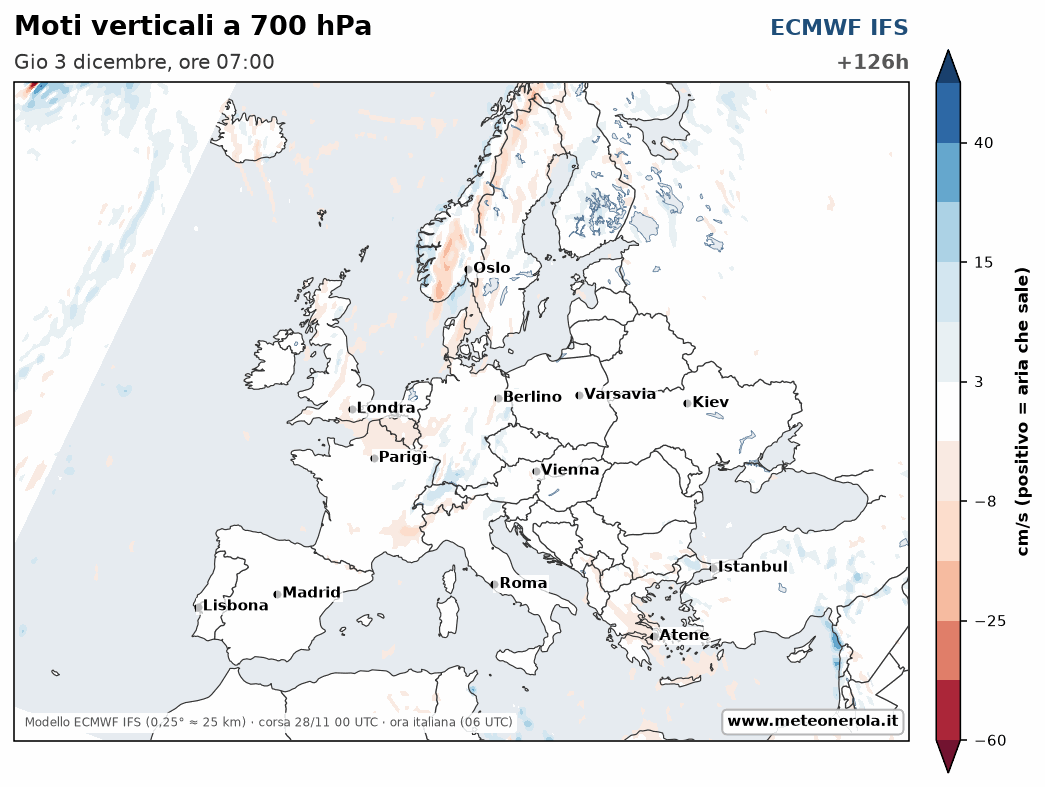 Moti verticali a 700 hPa
ECMWF IFS
Gio 3 dicembre, ore 07:00
+126h
40
15
3
−8
−25
−60
cm/s (positivo = aria che sale)
Oslo
Berlino
Varsavia
Kiev
Londra
Parigi
Vienna
Istanbul
Roma
Madrid
Lisbona
Atene
Modello ECMWF IFS (0,25° ≈ 25 km) · corsa 28/11 00 UTC · ora italiana (06 UTC)
www.meteonerola.it